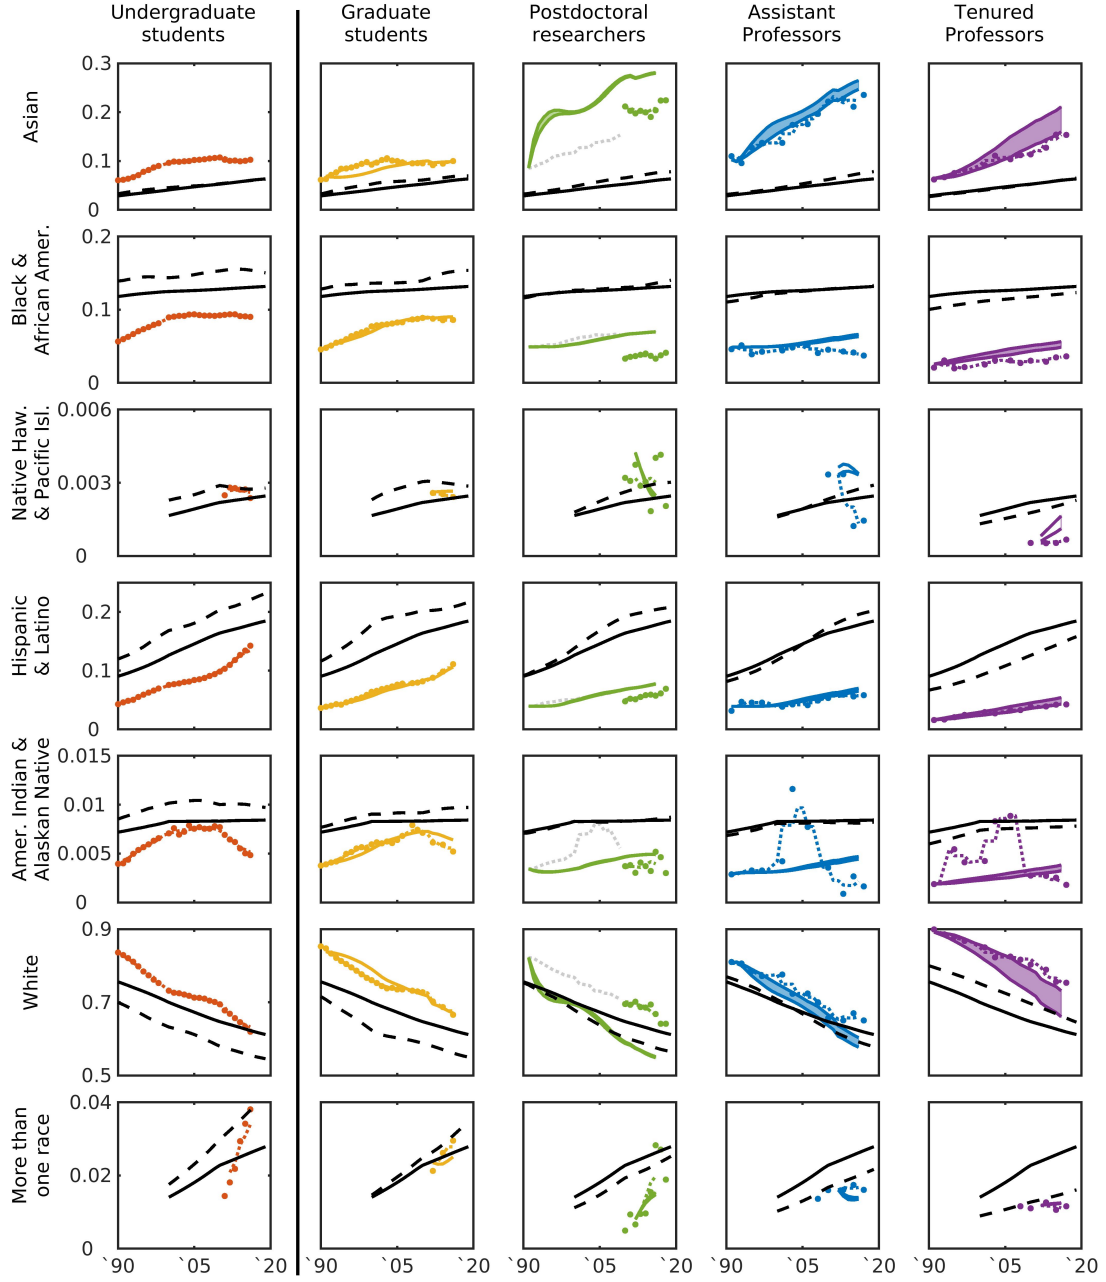 Undergraduate
students
Graduate
students
Postdoctoral
researchers
Assistant
Professors
Tenured
Professors
Asian
0.3
0.2
0.1
0
Black &
African Amer.
0.2
0.1
0
Native Haw.
& Pacific Isl.
0.006
0.003
0
Hispanic
& Latino
0.2
0.1
0
Amer. Indian &
Alaskan Native
0.015
0.01
0.005
0
White
0.9
0.7
0.5
More than
one race
0.04
0.02
0
`90 `05 `20
`90 `05 `20
`90 `05 `20
`90 `05 `20
`90 `05 `20